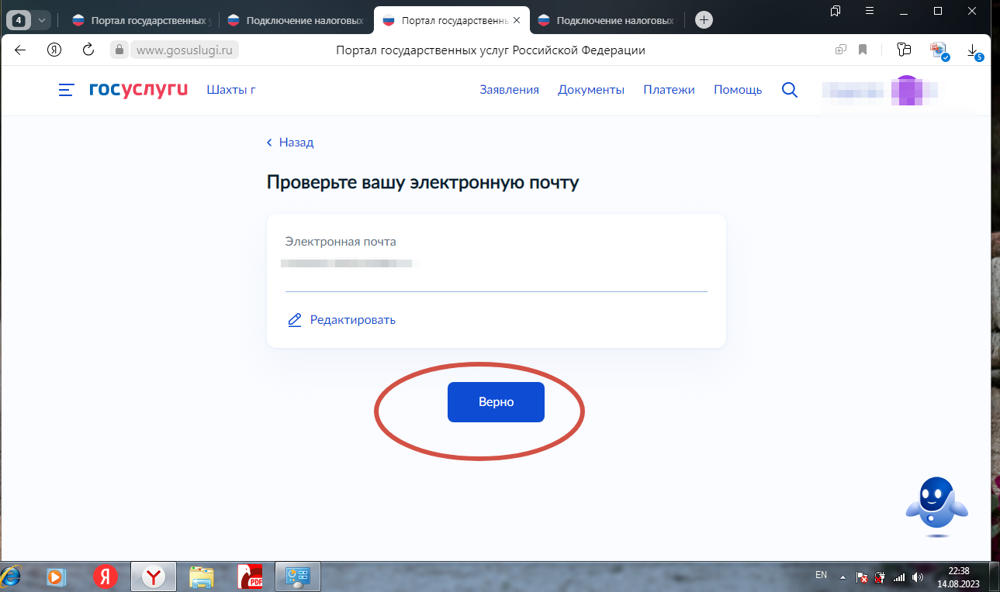 4
Портал государственных
Подключение налоговых
Портал государственн
Подключение налоговых
www.gosuslugi.ru
Портал государственных услуг Российской Федерации
5
госуслуги
Шахты г
Заявления
Документы
Платежи
Помощь
Назад
Проверьте вашу электронную почту
Электронная почта
Редактировать
Верно
PDF
EN
22:38
14.08.2023